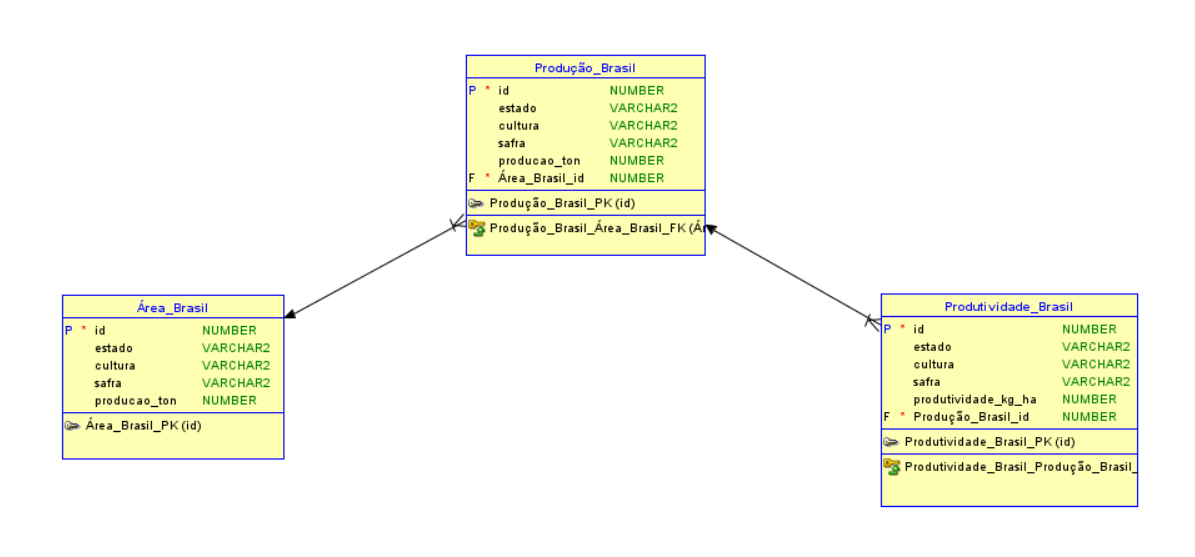 Produção_Brasil
P * id NUMBER
estado VARCHAR2
cultura VARCHAR2
safra VARCHAR2
producao_ton NUMBER
F * Área_Brasil_id NUMBER
Produção_Brasil_PK (id)
Produção_Brasil_Área_Brasil_FK (Ár
Área_Brasil
P * id NUMBER
estado VARCHAR2
cultura VARCHAR2
safra VARCHAR2
producao_ton NUMBER
Área_Brasil_PK (id)
Produtividade_Brasil
P * id NUMBER
estado VARCHAR2
cultura VARCHAR2
safra VARCHAR2
produtividade_kg_ha NUMBER
F * Produção_Brasil_id NUMBER
Produtividade_Brasil_PK (id)
Produtividade_Brasil_Produção_Brasil_